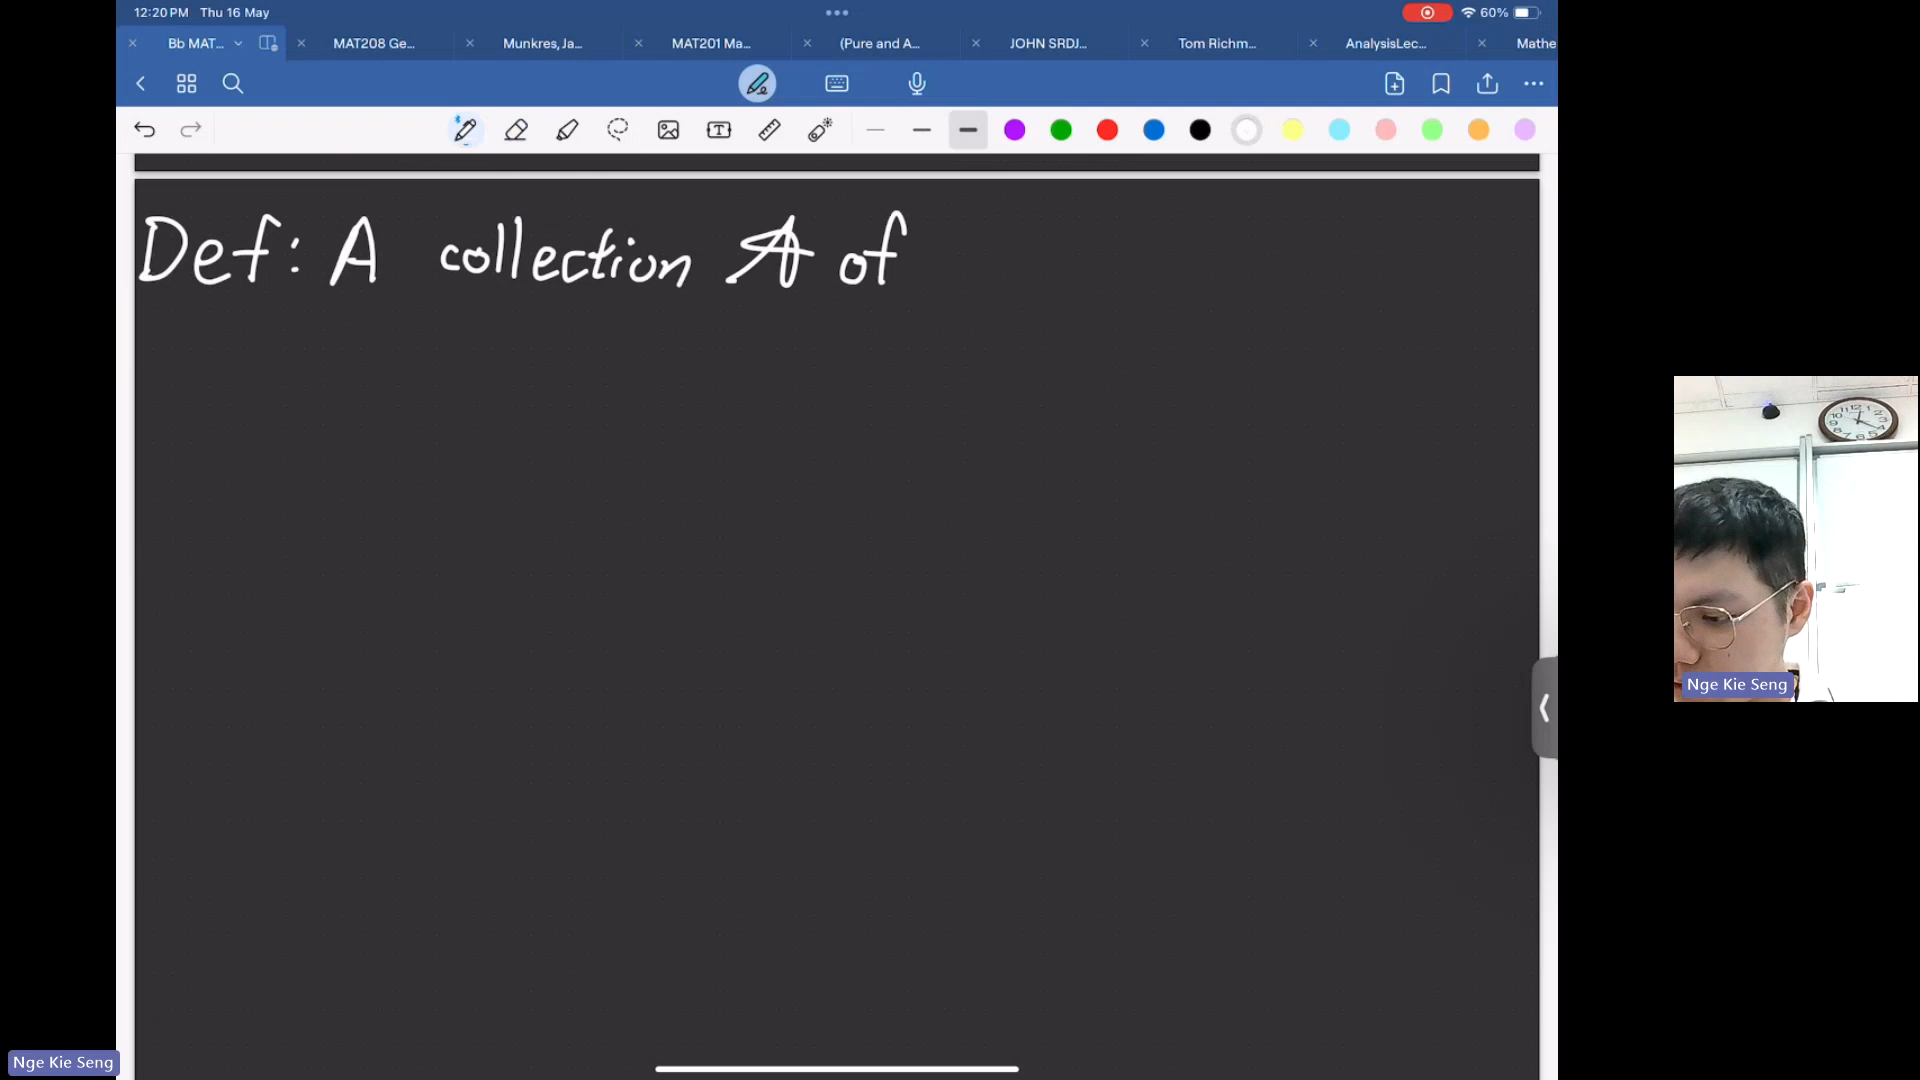 12:20 PM Thu 16 May
60%
Bb MAT...
MAT208 Ge...
Munkres, Ja...
MAT201 Ma...
(Pure and A...
JOHN SRDJ...
Tom Richm...
AnalysisLec...
Mathe
Def: A collection 𝒜 of
Nge Kie Seng
Nge Kie Seng